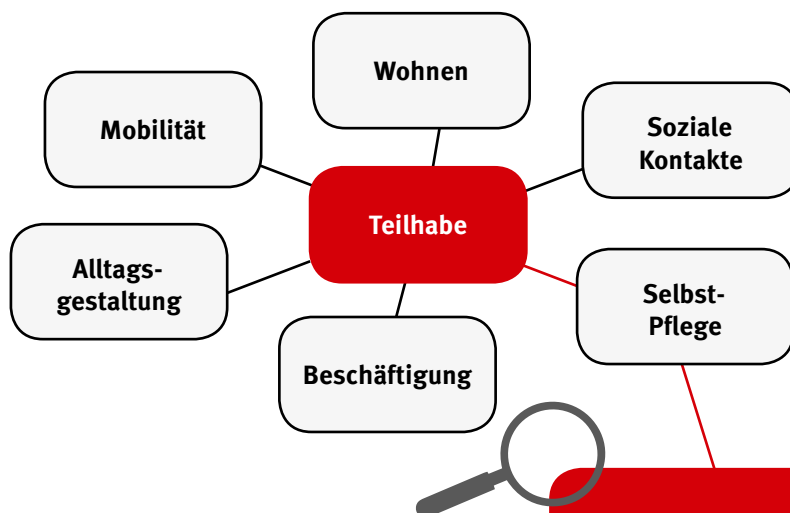 Wohnen
Mobilität
Soziale
Kontakte
Teilhabe
Alltags-
gestaltung
Selbst-
Pflege
Beschäftigung